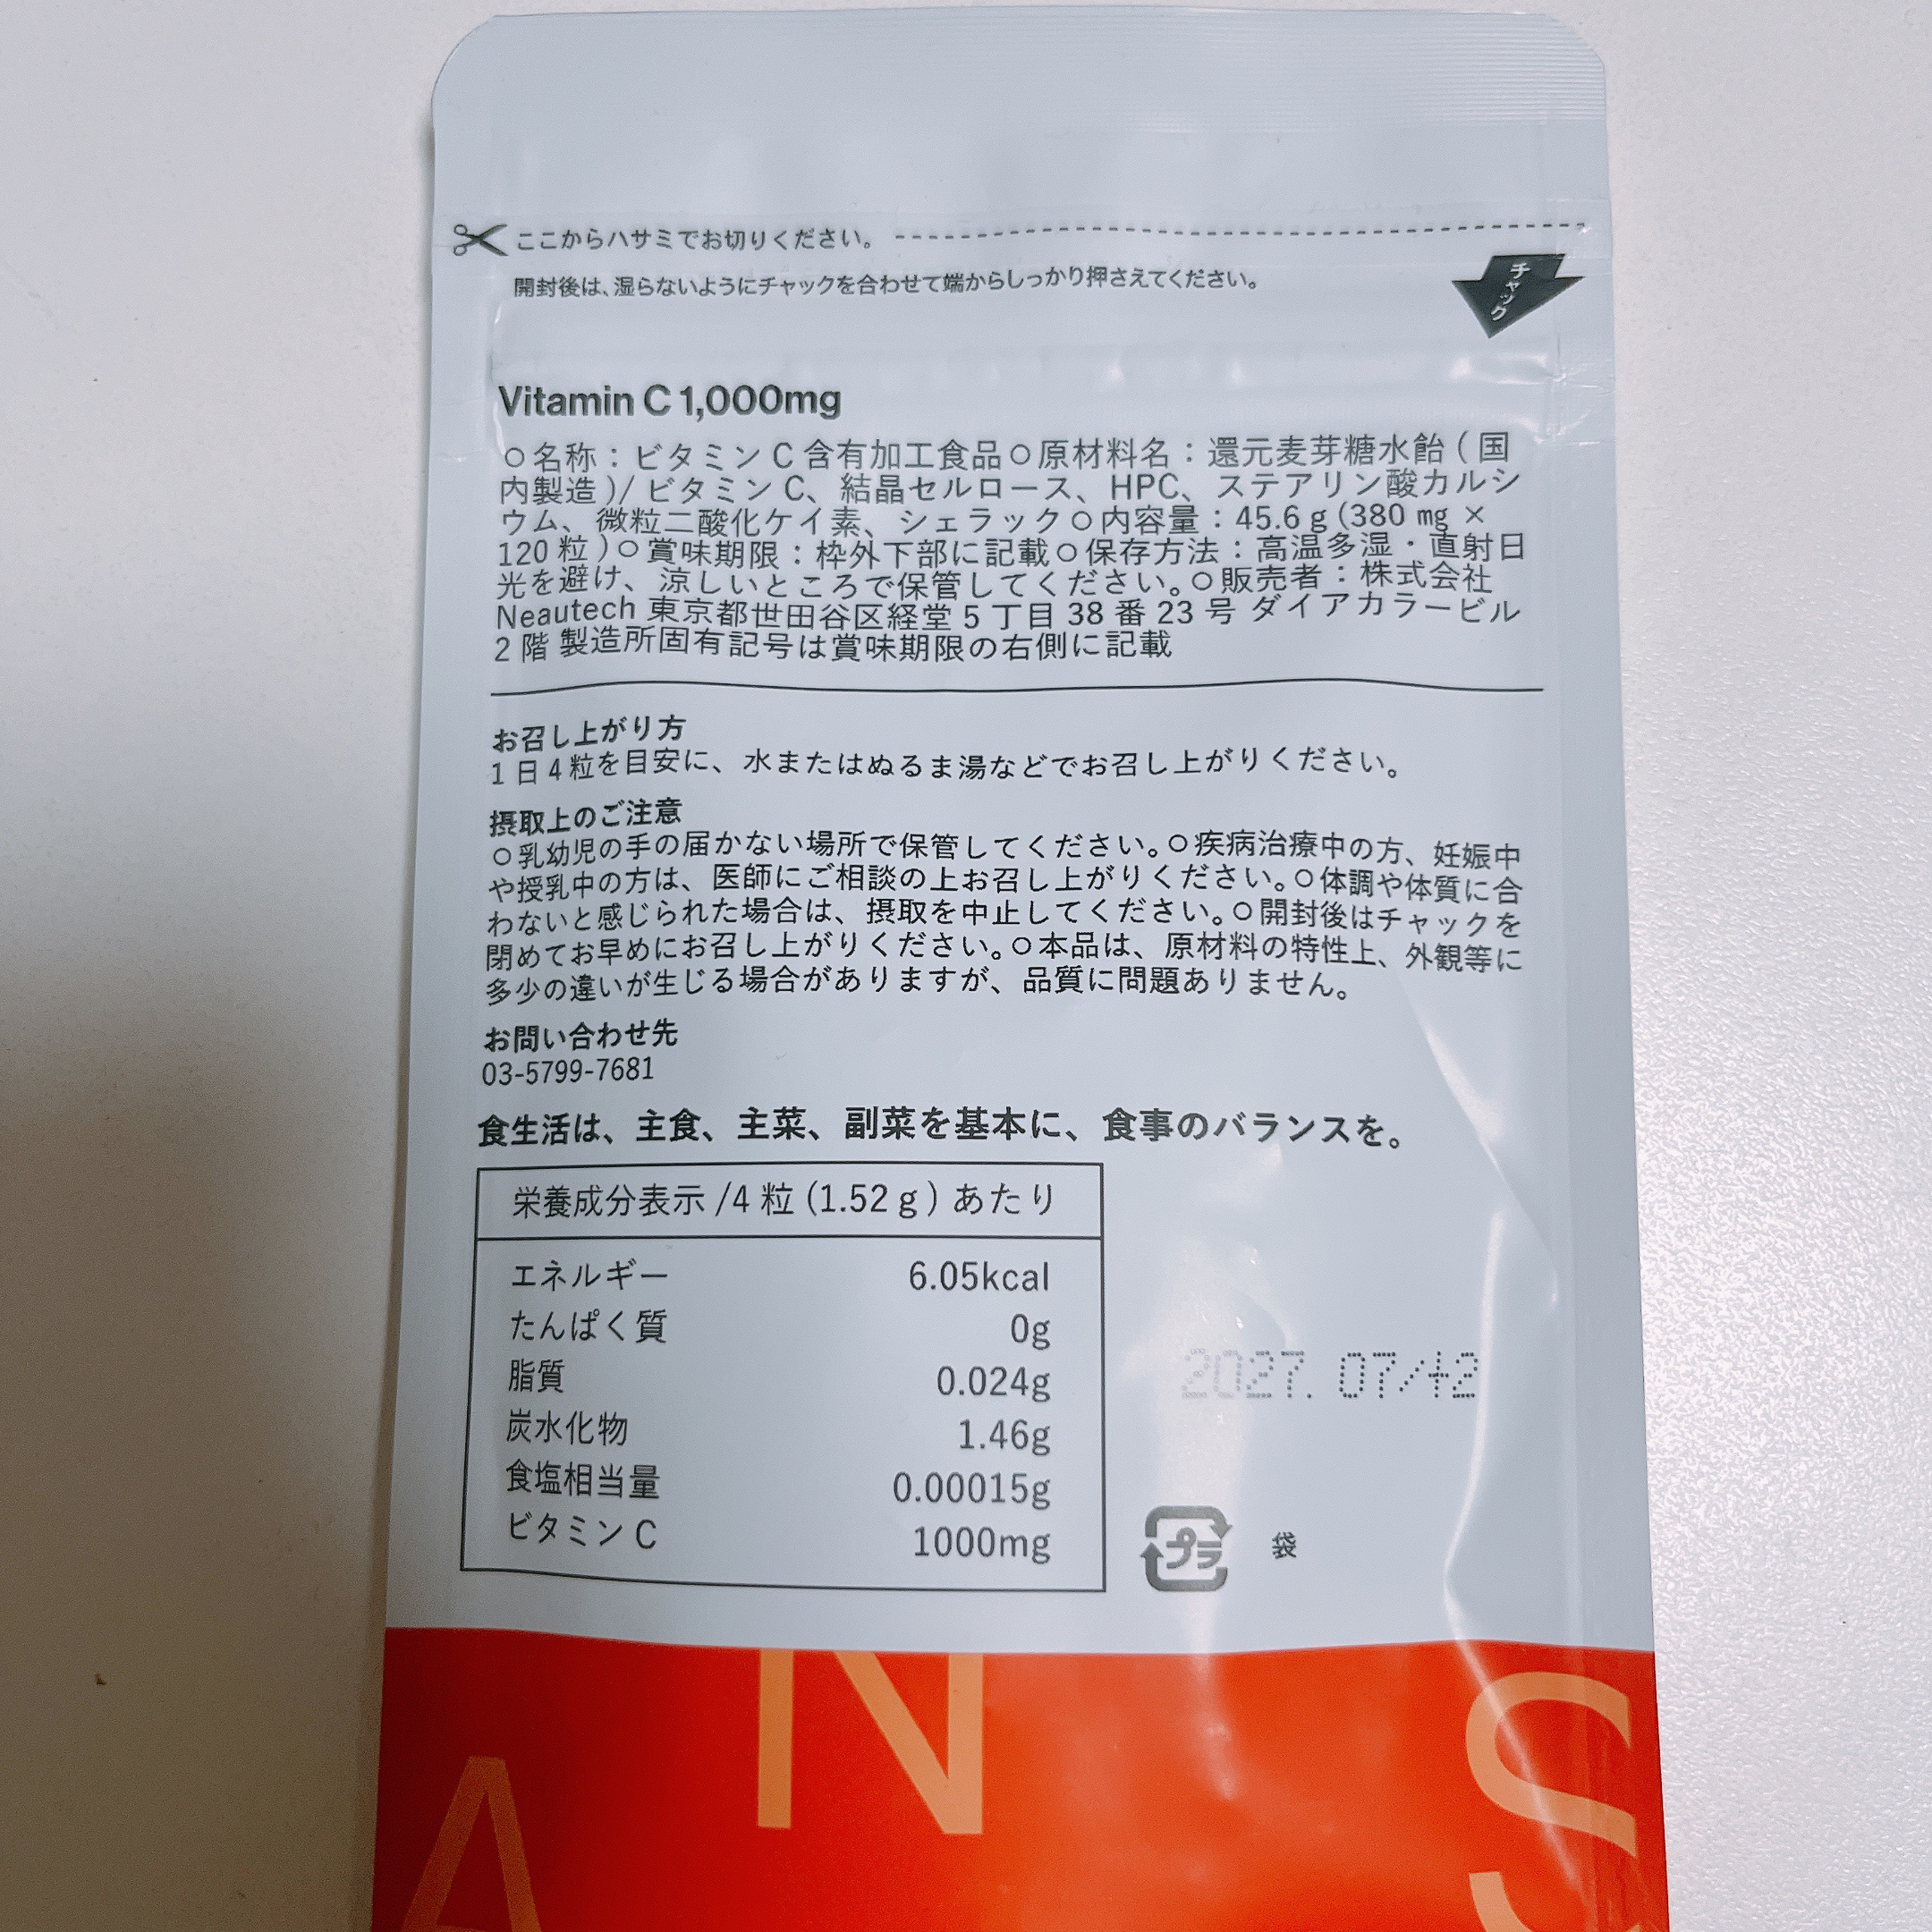 ここからハサミでお切りください。
開封後は、湿らないようにチャックを合わせて端からしっかり押さえてください。
チャック
Vitamin C 1,000mg
○名称：ビタミン C 含有加工食品○原材料名：還元麦芽糖水飴 ( 国
内製造 )/ ビタミン C、結晶セルロース、HPC、ステアリン酸カルシ
ウム、微粒二酸化ケイ素、シェラック○内容量：45.6 g (380 ㎎ ×
120 粒 )○賞味期限：枠外下部に記載○保存方法：高温多湿・直射日
光を避け、涼しいところで保管してください。○販売者：株式会社
Neautech 東京都世田谷区経堂 5 丁目 38 番 23 号 ダイアカラービル
2 階 製造所固有記号は賞味期限の右側に記載
お召し上がり方
1 日 4 粒を目安に、水またはぬるま湯などでお召し上がりください。
摂取上のご注意
○乳幼児の手の届かない場所で保管してください。○疾病治療中の方、妊娠中
や授乳中の方は、医師にご相談の上お召し上がりください。○体調や体質に合
わないと感じられた場合は、摂取を中止してください。○開封後はチャックを
閉めてお早めにお召し上がりください。○本品は、原材料の特性上、外観等に
多少の違いが生じる場合がありますが、品質に問題ありません。
お問い合わせ先
03-5799-7681
食生活は、主食、主菜、副菜を基本に、食事のバランスを。
栄養成分表示 /4 粒 (1.52 g ) あたり
エネルギー 6.05kcal
たんぱく質 0g
脂質 0.024g
炭水化物 1.46g
食塩相当量 0.00015g
ビタミン C 1000mg
2027. 07/+2
プラ 袋
A N S